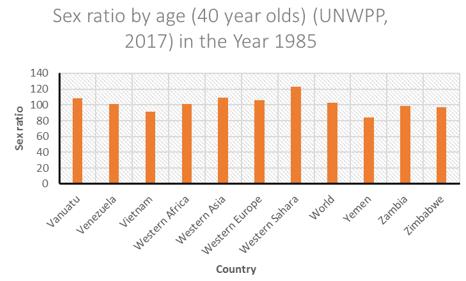 Sex ratio by age (40 year olds) (UNWPP,
2017) in the Year 1985
140
120
100
80
60
40
20
0
Sex ratio
Vanuatu
Venezuela
Vietnam
Western Africa
Western Asia
Western Europe
Western Sahara
World
Yemen
Zambia
Zimbabwe
Country